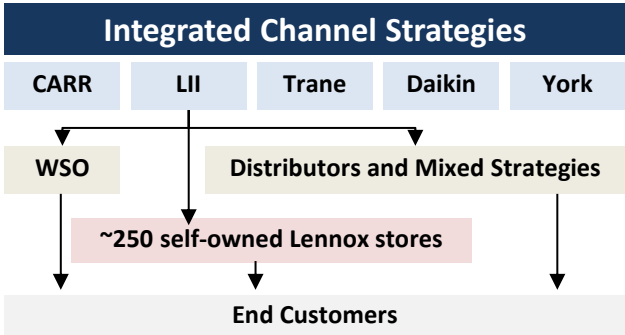 Integrated Channel Strategies
CARR LII Trane Daikin York
WSO Distributors and Mixed Strategies
~250 self-owned Lennox stores
End Customers